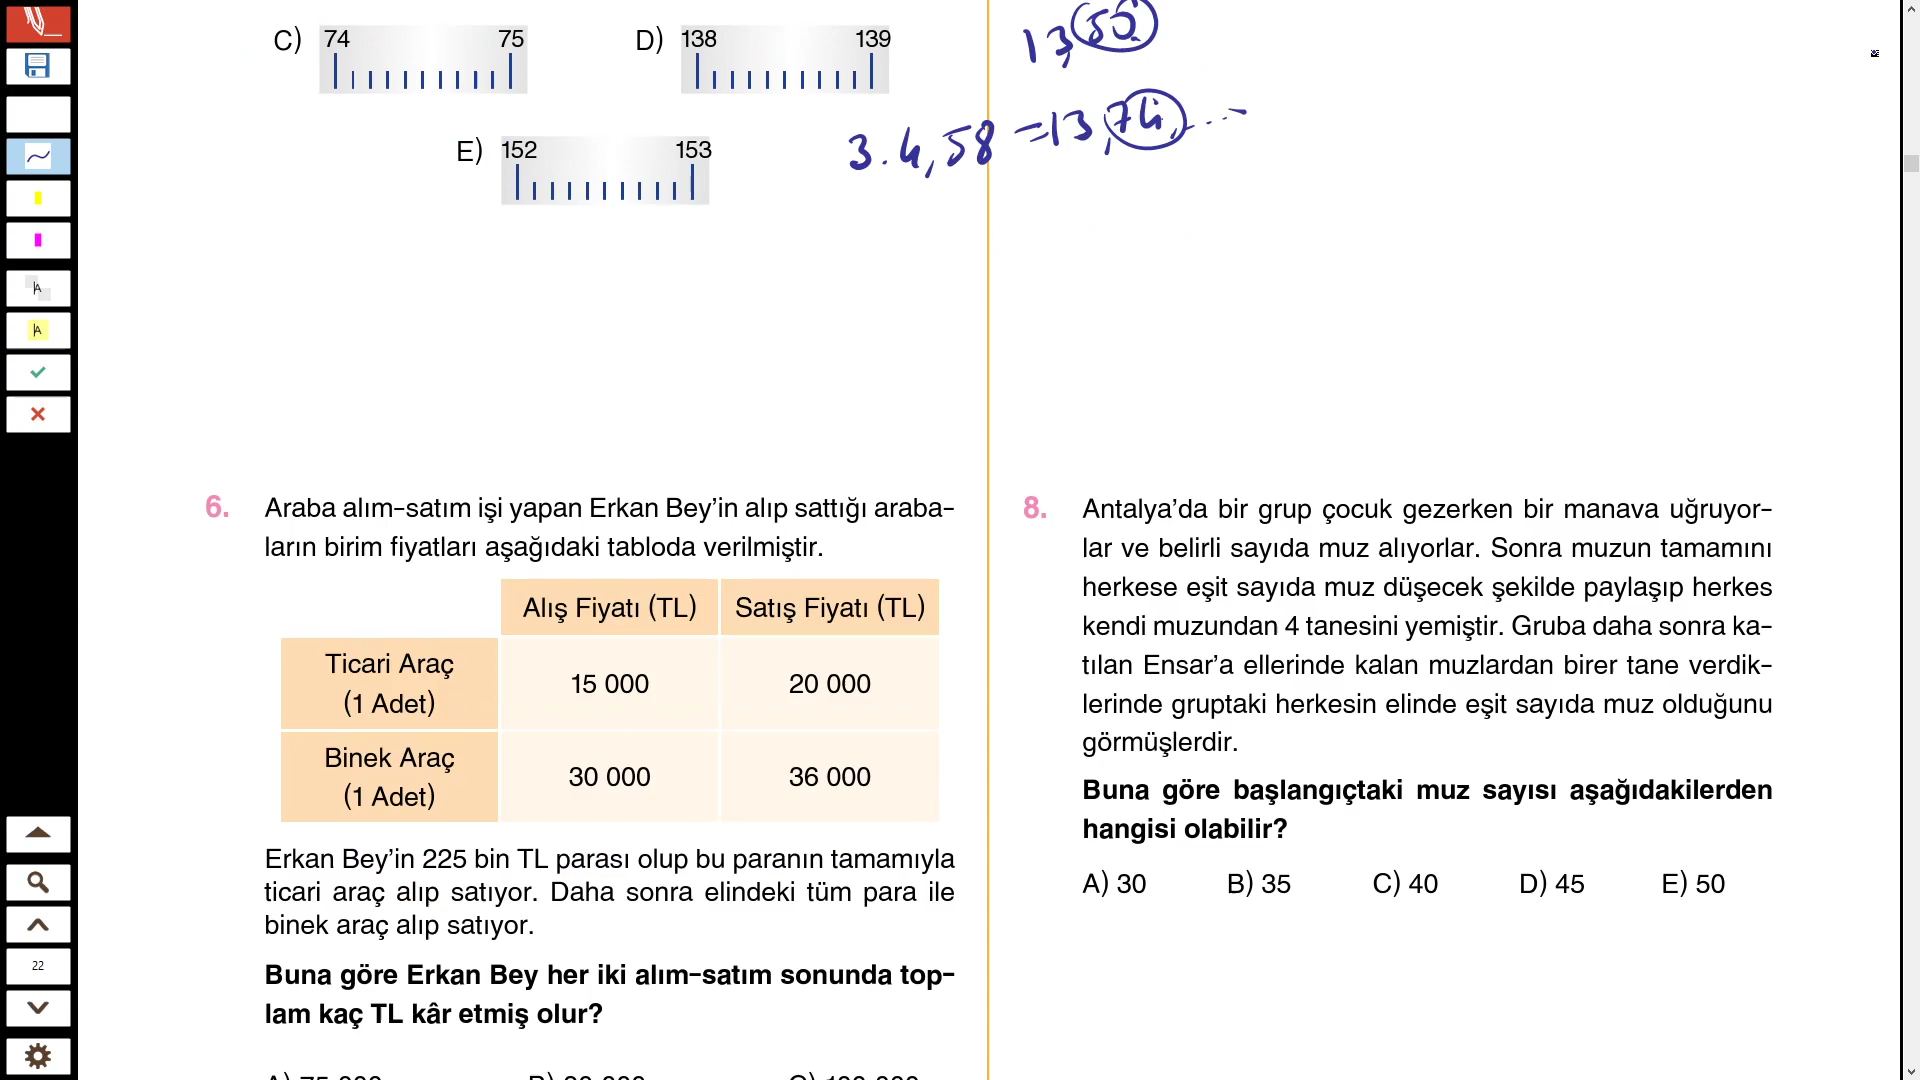 C) 74 75 D) 138 139
E) 152 153
13,50
3.4,58 =13,74,...
6. Araba alım-satım işi yapan Erkan Bey'in alıp sattığı araba-
ların birim fiyatları aşağıdaki tabloda verilmiştir.
Alış Fiyatı (TL) Satış Fiyatı (TL)
Ticari Araç
(1 Adet)
15 000 20 000
Binek Araç
(1 Adet)
30 000 36 000
Erkan Bey'in 225 bin TL parası olup bu paranın tamamıyla
ticari araç alıp satıyor. Daha sonra elindeki tüm para ile
binek araç alıp satıyor.
Buna göre Erkan Bey her iki alım-satım sonunda top-
lam kaç TL kâr etmiş olur?
8. Antalya'da bir grup çocuk gezerken bir manava uğruyor-
lar ve belirli sayıda muz alıyorlar. Sonra muzun tamamını
herkese eşit sayıda muz düşecek şekilde paylaşıp herkes
kendi muzundan 4 tanesini yemiştir. Gruba daha sonra ka-
tılan Ensar'a ellerinde kalan muzlardan birer tane verdik-
lerinde gruptaki herkesin elinde eşit sayıda muz olduğunu
görmüşlerdir.
Buna göre başlangıçtaki muz sayısı aşağıdakilerden
hangisi olabilir?
A) 30 B) 35 C) 40 D) 45 E) 50
22